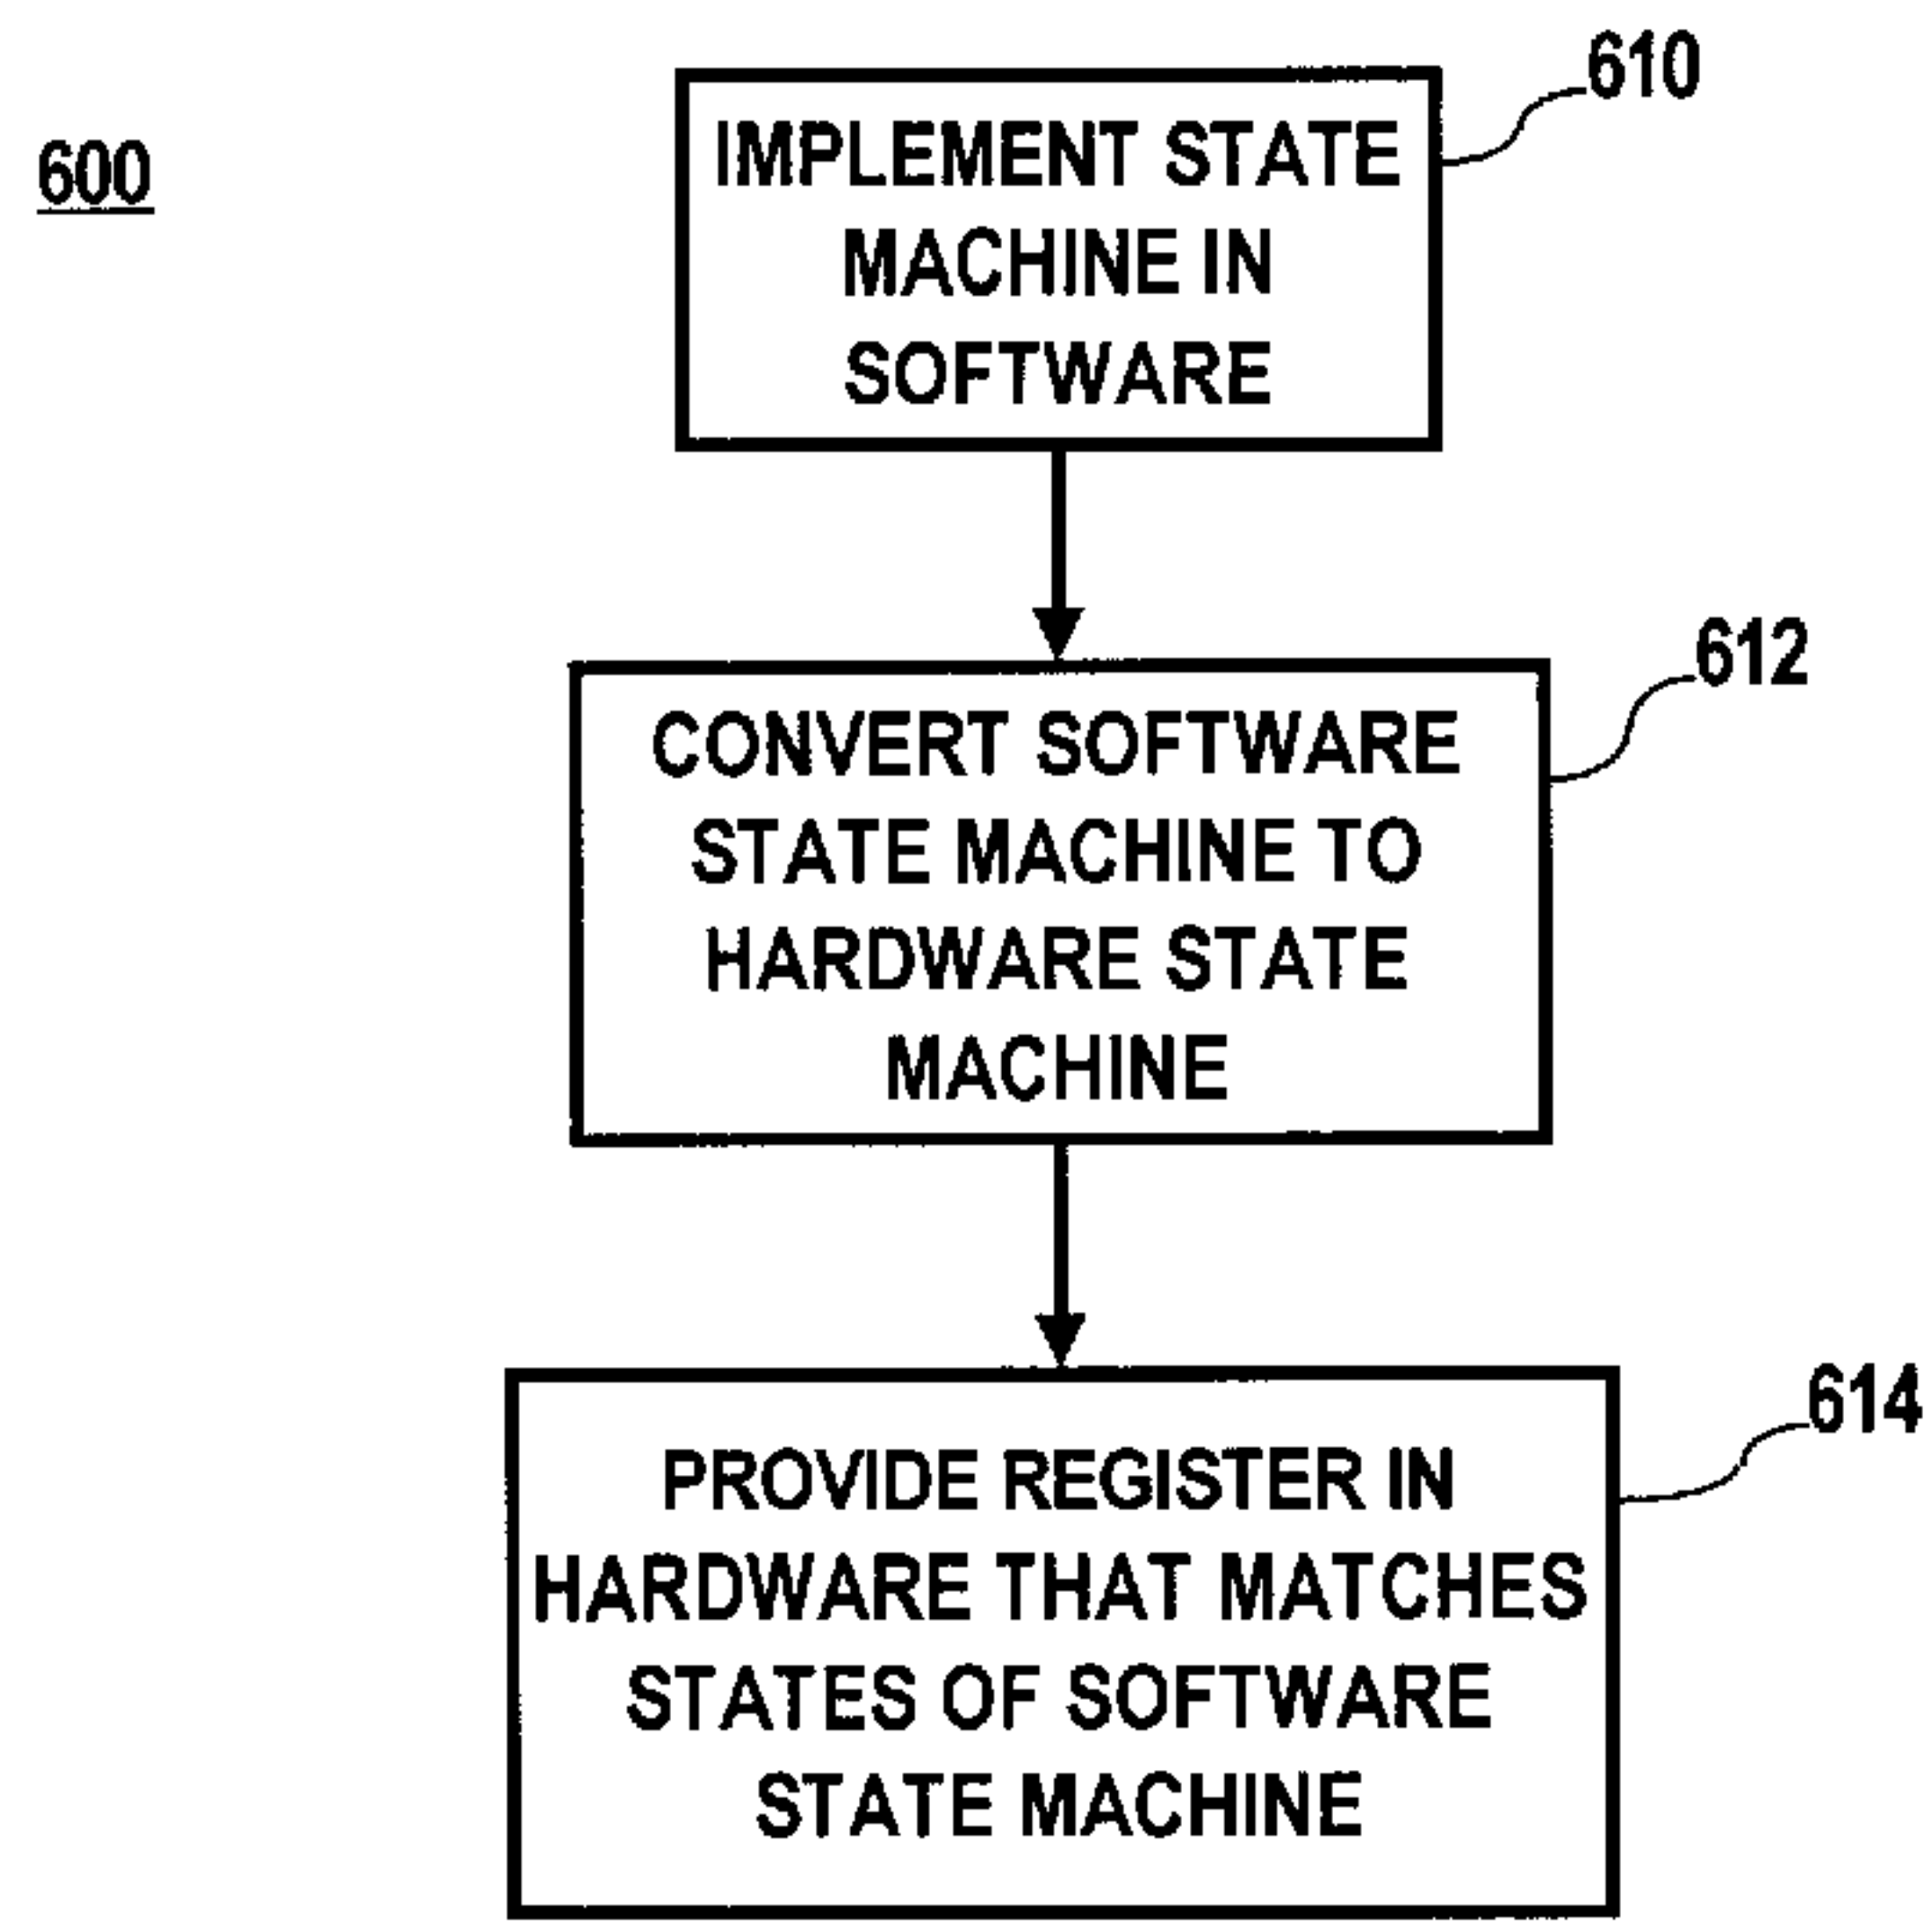 600
610
IMPLEMENT STATE
MACHINE IN
SOFTWARE
612
CONVERT SOFTWARE
STATE MACHINE TO
HARDWARE STATE
MACHINE
614
PROVIDE REGISTER IN
HARDWARE THAT MATCHES
STATES OF SOFTWARE
STATE MACHINE